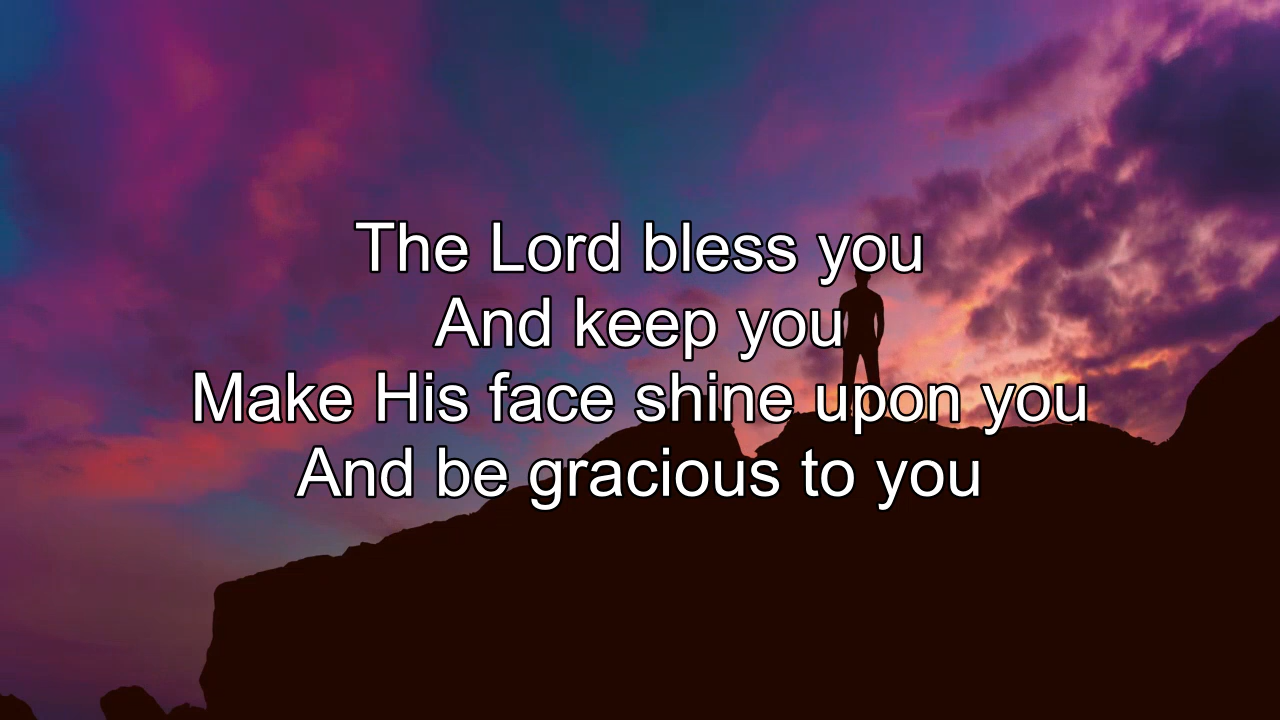 The Lord bless you
And keep you
Make His face shine upon you
And be gracious to you